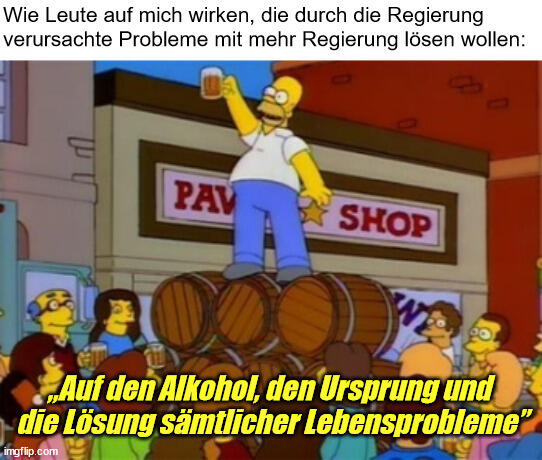 Wie Leute auf mich wirken, die durch die Regierung
verursachte Probleme mit mehr Regierung lösen wollen:
PAW
SHOP
„Auf den Alkohol, den Ursprung und
die Lösung sämtlicher Lebensprobleme”
imgflip.com